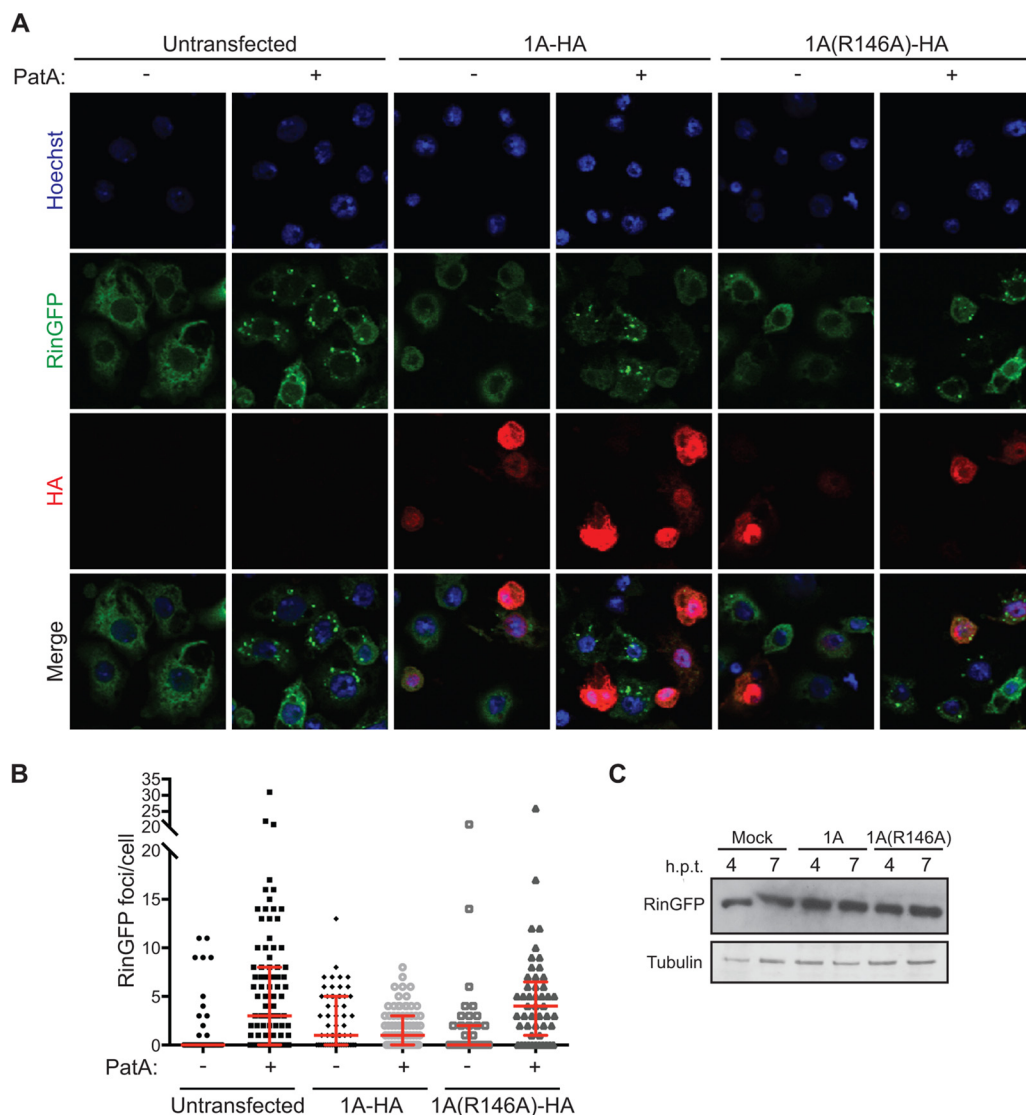 A
Untransfected 1A-HA 1A(R146A)-HA
PatA: - + - + - +
Hoechst
RinGFP
HA
Merge
B
RinGFP foci/cell
35
30
25
20
20
15
10
5
0
PatA: - + - + - +
Untransfected 1A-HA 1A(R146A)-HA
C
Mock 1A 1A(R146A)
h.p.t. 4 7 4 7 4 7
RinGFP
Tubulin